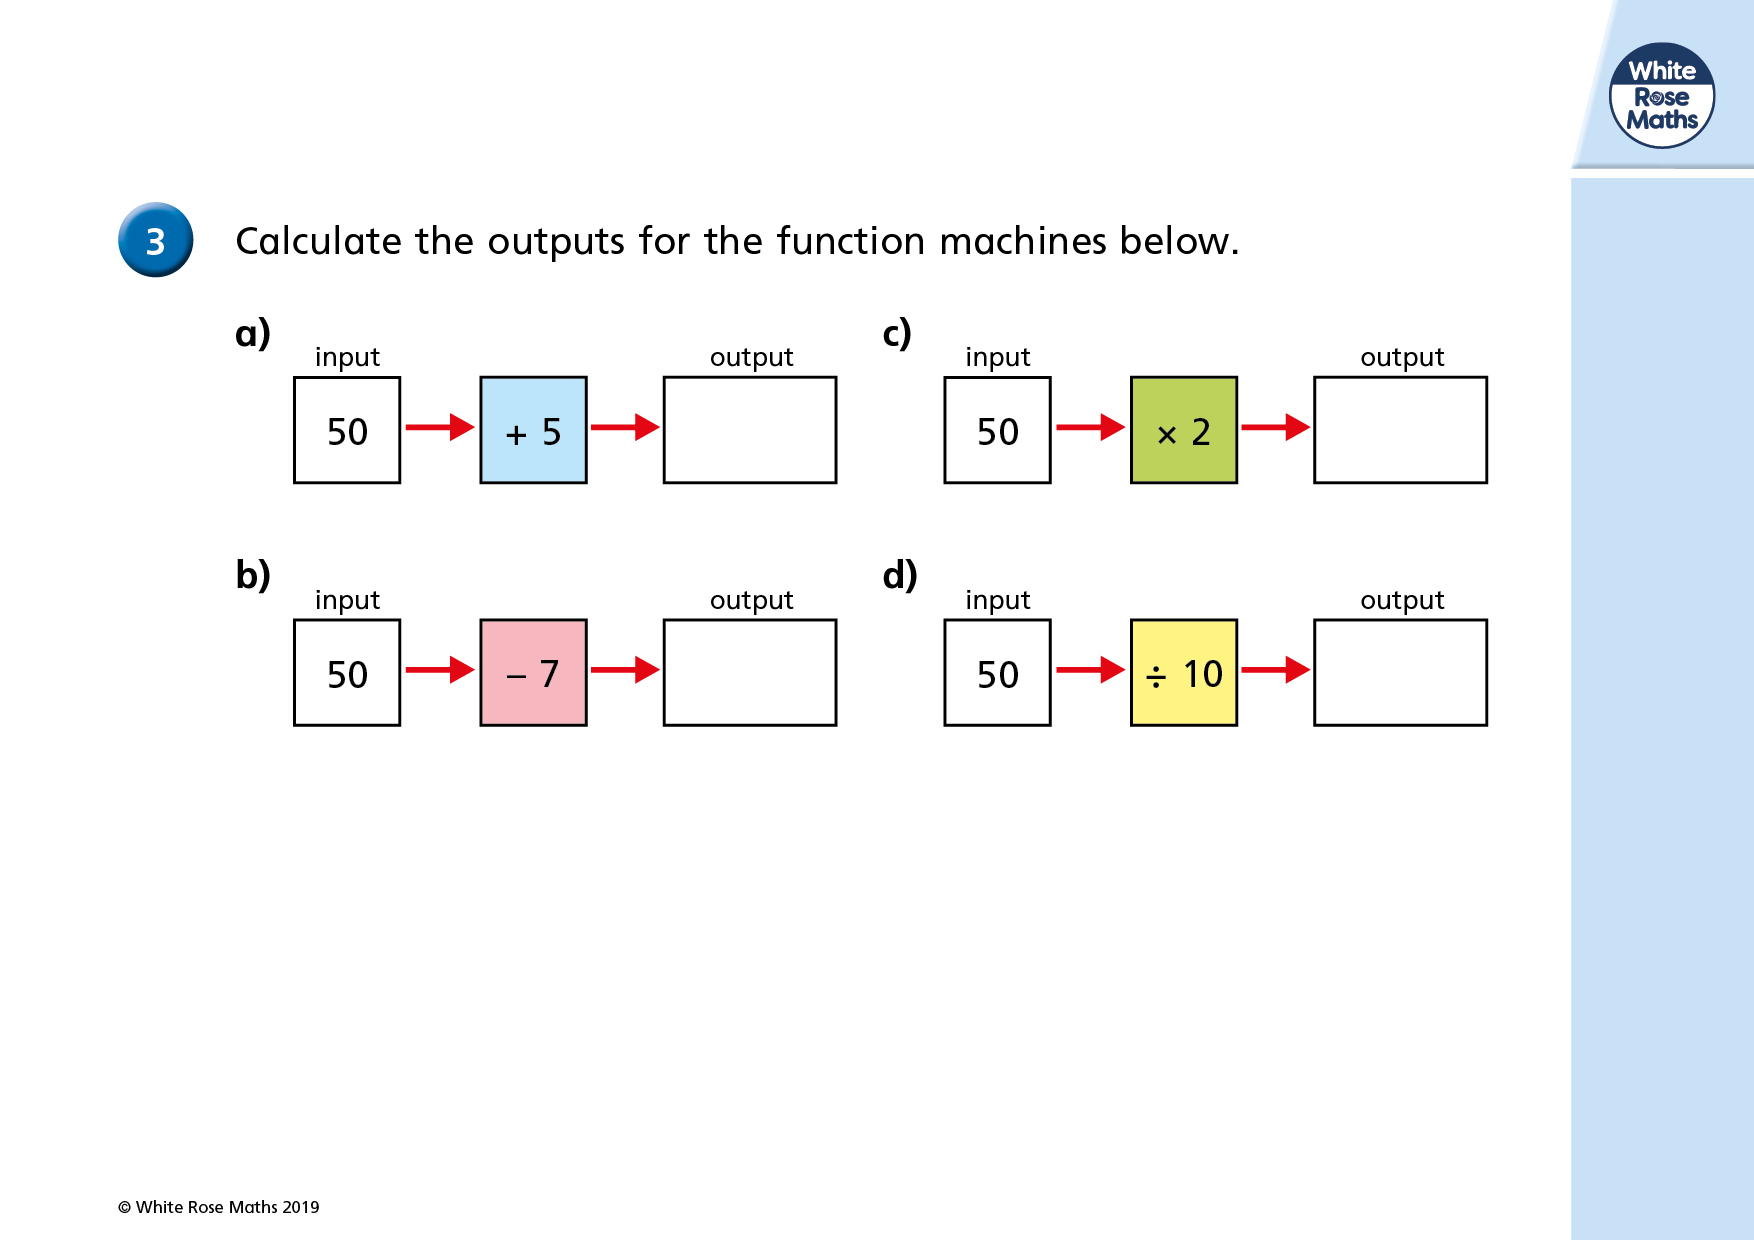 White
Rose
Maths
3 Calculate the outputs for the function machines below.
a)
input output
50 + 5
b)
input output
50 – 7
c)
input output
50 × 2
d)
input output
50 ÷ 10
© White Rose Maths 2019